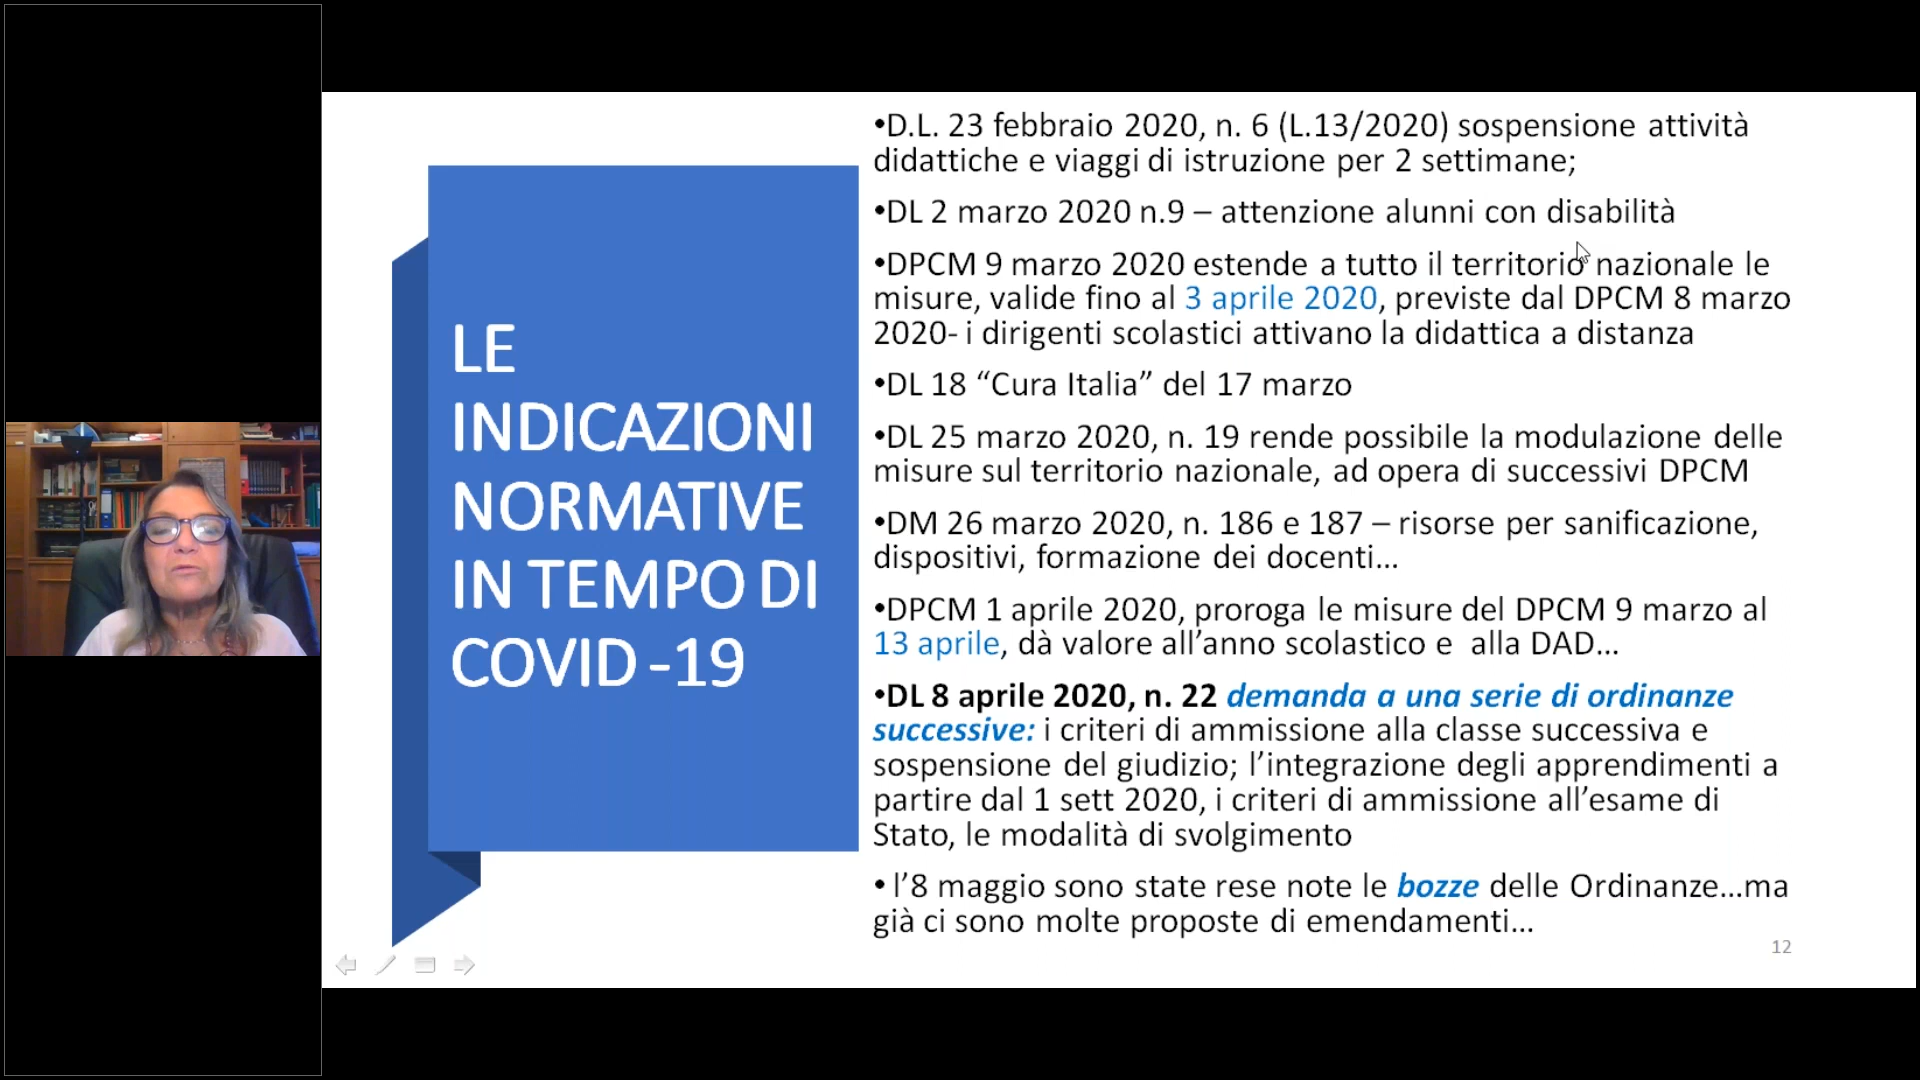 LE
INDICAZIONI
NORMATIVE
IN TEMPO DI
COVID -19
•D.L. 23 febbraio 2020, n. 6 (L.13/2020) sospensione attività
didattiche e viaggi di istruzione per 2 settimane;
•DL 2 marzo 2020 n.9 – attenzione alunni con disabilità
•DPCM 9 marzo 2020 estende a tutto il territorio nazionale le
misure, valide fino al 3 aprile 2020, previste dal DPCM 8 marzo
2020- i dirigenti scolastici attivano la didattica a distanza
•DL 18 “Cura Italia” del 17 marzo
•DL 25 marzo 2020, n. 19 rende possibile la modulazione delle
misure sul territorio nazionale, ad opera di successivi DPCM
•DM 26 marzo 2020, n. 186 e 187 – risorse per sanificazione,
dispositivi, formazione dei docenti…
•DPCM 1 aprile 2020, proroga le misure del DPCM 9 marzo al
13 aprile, dà valore all’anno scolastico e  alla DAD…
•DL 8 aprile 2020, n. 22 demanda a una serie di ordinanze
successive: i criteri di ammissione alla classe successiva e
sospensione del giudizio; l’integrazione degli apprendimenti a
partire dal 1 sett 2020, i criteri di ammissione all’esame di
Stato, le modalità di svolgimento
• l’8 maggio sono state rese note le bozze delle Ordinanze…ma
già ci sono molte proposte di emendamenti…
12